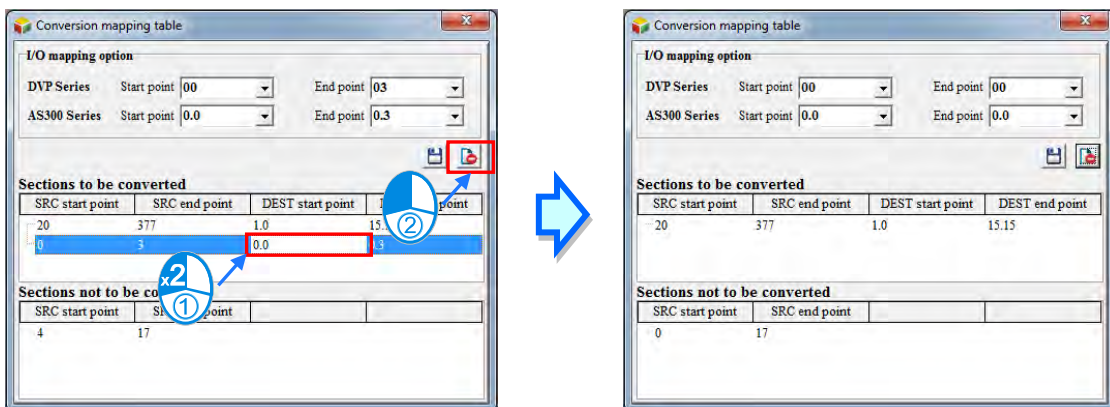 Conversion mapping table
I/O mapping option
DVP Series Start point 00 End point 03
AS300 Series Start point 0.0 End point 0.3
Sections to be converted
SRC start point SRC end point DEST start point point
20 377 1.0 15.
0 3 0.0 0.3
②
x2
①
Sections not to be co
SRC start point point
4 17
Conversion mapping table
I/O mapping option
DVP Series Start point 00 End point 00
AS300 Series Start point 0.0 End point 0.0
Sections to be converted
SRC start point SRC end point DEST start point DEST end point
20 377 1.0 15.15
Sections not to be converted
SRC start point SRC end point
0 17